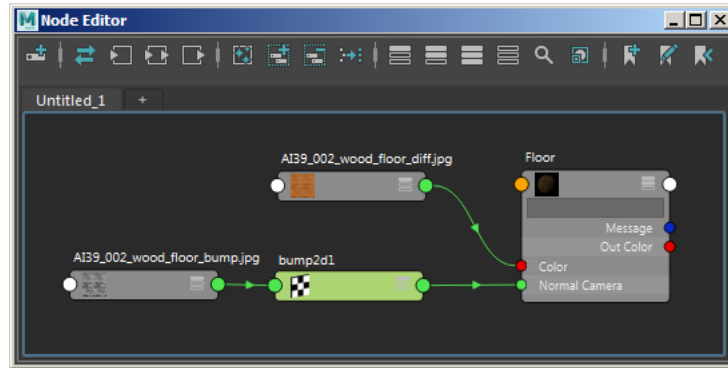 Node Editor
Untitled_1 +
AI39_002_wood_floor_diff.jpg
Floor
Message
Out Color
AI39_002_wood_floor_bump.jpg
bump2d1
Color
Normal Camera